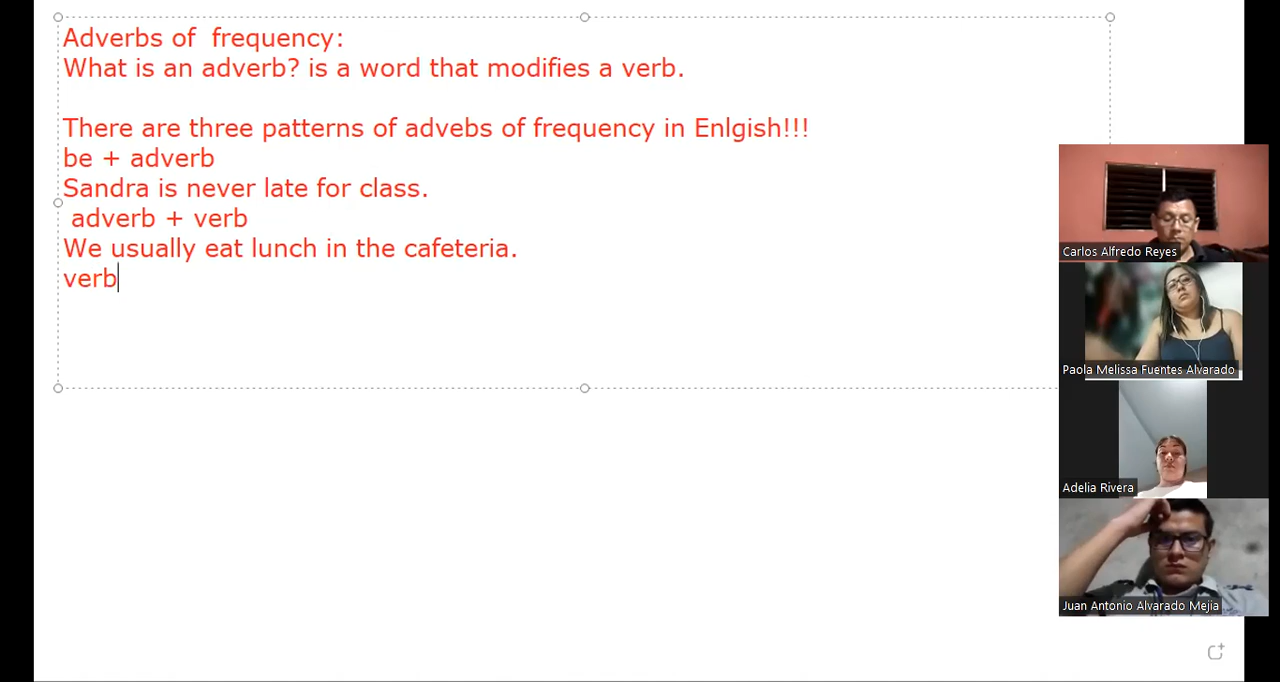 Adverbs of  frequency:
What is an adverb? is a word that modifies a verb.
There are three patterns of advebs of frequency in Enlgish!!!
be + adverb
Sandra is never late for class.
adverb + verb
We usually eat lunch in the cafeteria.
verb
Carlos Alfredo Reyes
Paola Melissa Fuentes Alvarado
Adelia Rivera
Juan Antonio Alvarado Mejia